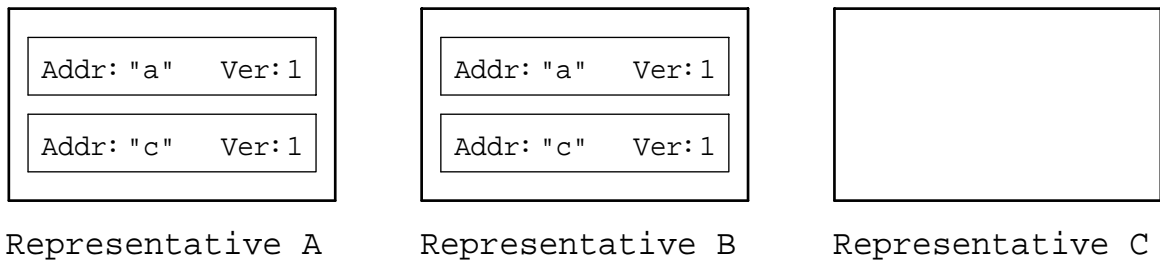 Addr: "a" Ver: 1
Addr: "c" Ver: 1
Representative A
Addr: "a" Ver: 1
Addr: "c" Ver: 1
Representative B
Representative C